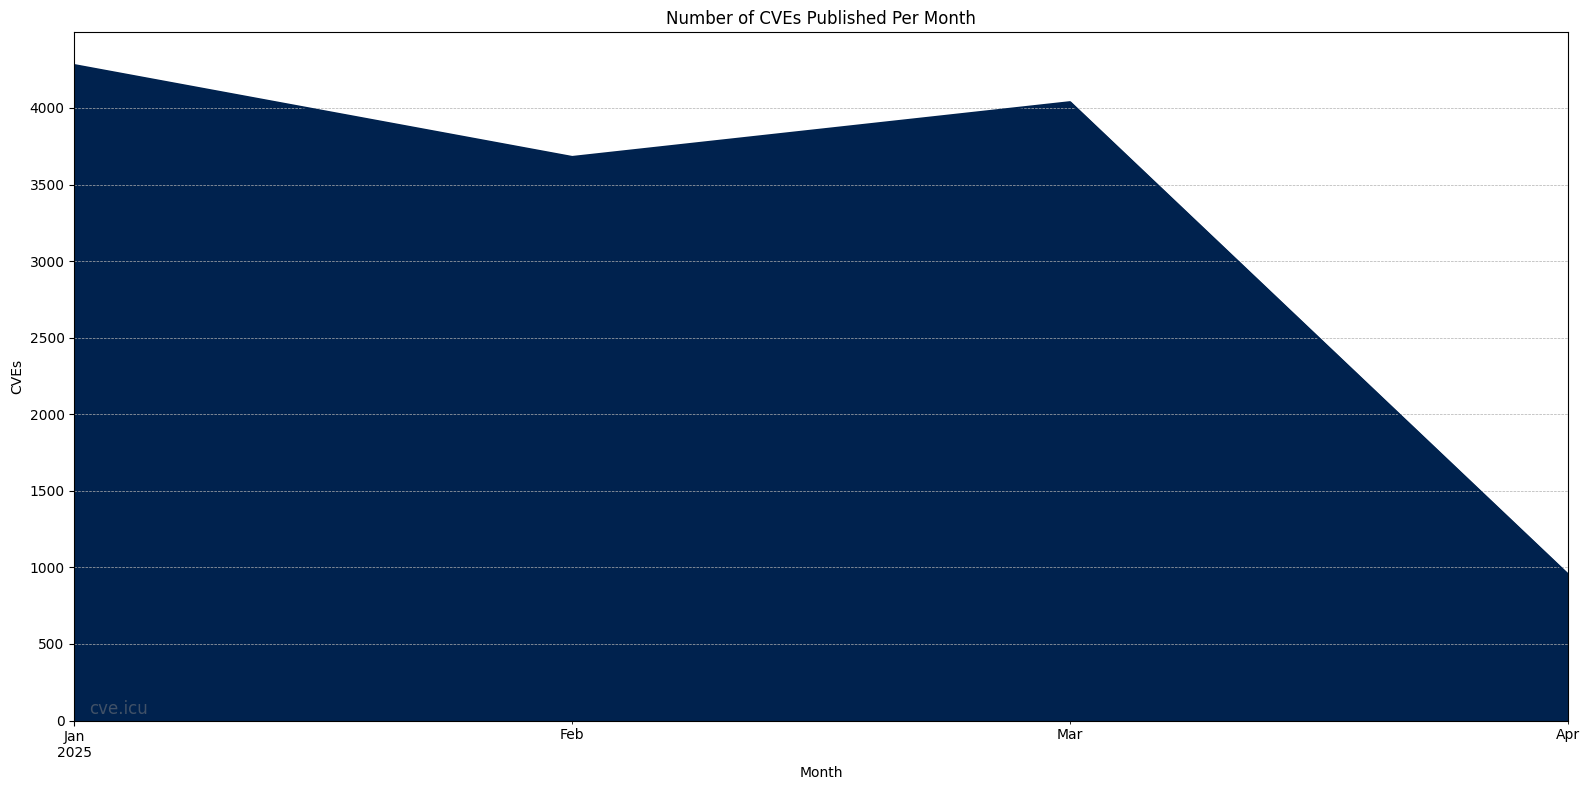 Number of CVEs Published Per Month
4000
3500
3000
2500
2000
1500
1000
500
0
CVEs
cve.icu
Jan
2025
Feb
Mar
Apr
Month